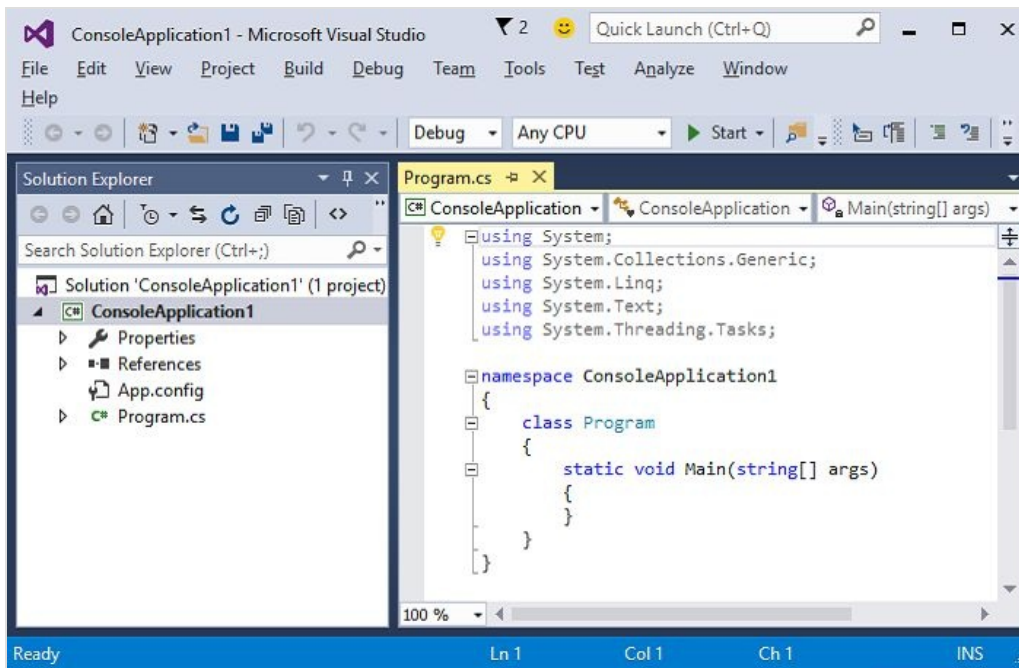 ConsoleApplication1 - Microsoft Visual Studio 2 Quick Launch (Ctrl+Q)
File Edit View Project Build Debug Team Tools Test Analyze Window
Help
Debug Any CPU Start
Solution Explorer
Search Solution Explorer (Ctrl+;)
Solution 'ConsoleApplication1' (1 project)
C# ConsoleApplication1
Properties
References
App.config
C# Program.cs
Program.cs
C# ConsoleApplication ConsoleApplication Main(string[] args)
using System;
using System.Collections.Generic;
using System.Linq;
using System.Text;
using System.Threading.Tasks;
namespace ConsoleApplication1
{
class Program
{
static void Main(string[] args)
{
}
}
}
100 %
Ready Ln 1 Col 1 Ch 1 INS